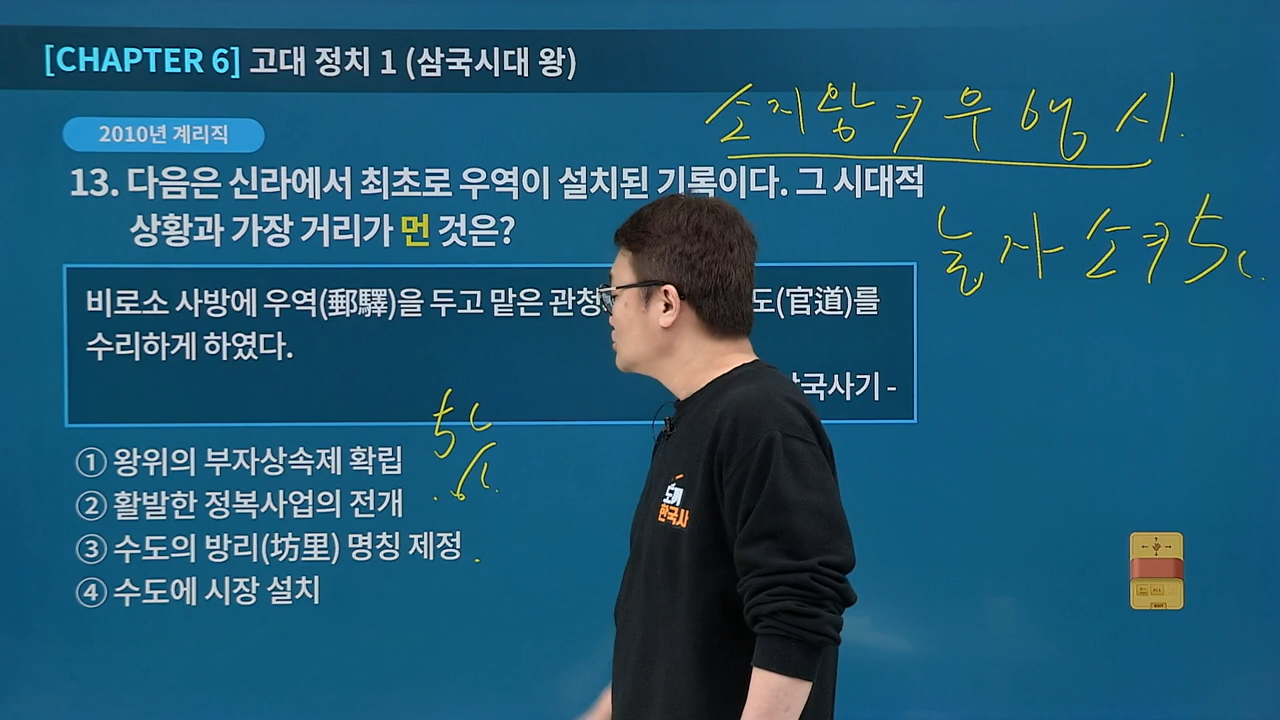 [CHAPTER 6] 고대 정치 1 (삼국시대 왕)
소지왕 키 우 행 시.
2010년 계리직
13. 다음은 신라에서 최초로 우역이 설치된 기록이다. 그 시대적
상황과 가장 거리가 먼 것은?
눌 자 소 키 5c.
비로소 사방에 우역(郵驛)을 두고 맡은 관청 도(官道)를
수리하게 하였다.
국사기 -
5c
① 왕위의 부자상속제 확립
6c.
② 활발한 정복사업의 전개
③ 수도의 방리(坊里) 명칭 제정
④ 수도에 시장 설치
한국사